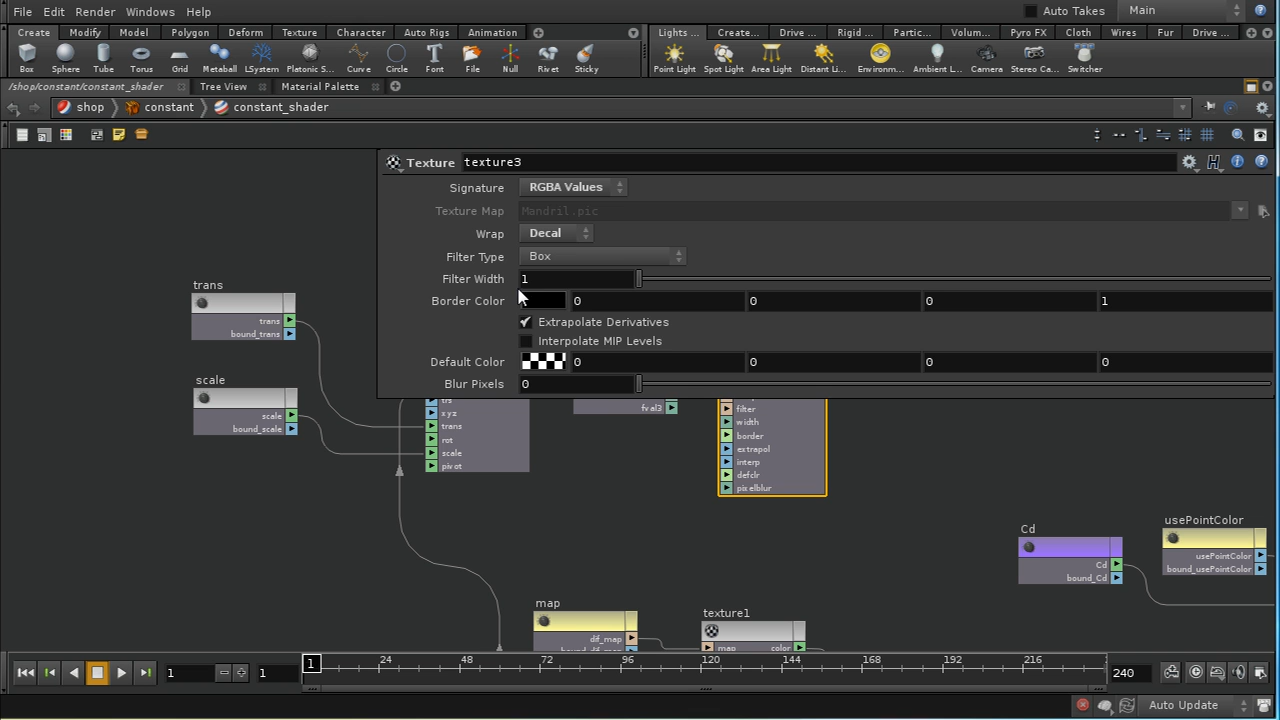 File Edit Render Windows Help Auto Takes Main
Create Modify Model Polygon Deform Texture Character Auto Rigs Animation Lights ... Create... Drive ... Rigid ... Partic... Volum... Pyro FX Cloth Wires Fur Drive ...
Box Sphere Tube Torus Grid Metaball LSystem Platonic S... Curve Circle Font File Null Rivet Sticky Point Light Spot Light Area Light Distant Li... Environm... Ambient L... Camera Stereo Ca... Switcher
/shop/constant/constant_shader Tree View Material Palette
shop constant constant_shader
Texture texture3
Signature RGBA Values
Texture Map Mandril.pic
Wrap Decal
Filter Type Box
Filter Width 1
Border Color 0 0 0 1
Extrapolate Derivatives
Interpolate MIP Levels
Default Color 0 0 0 0
Blur Pixels 0
trans
trans
bound_trans
scale
scale
bound_scale
trs
xyz
trans
rot
scale
pivot
fval3
filter
width
border
extrapol
interp
defclr
pixelblur
Cd
Cd
bound_Cd
usePointColor
usePointColor
bound_usePointColor
map
dif_map
bound_dif_map
texture1
map color
1 1 1 24 48 72 96 120 144 168 192 216 240
Auto Update